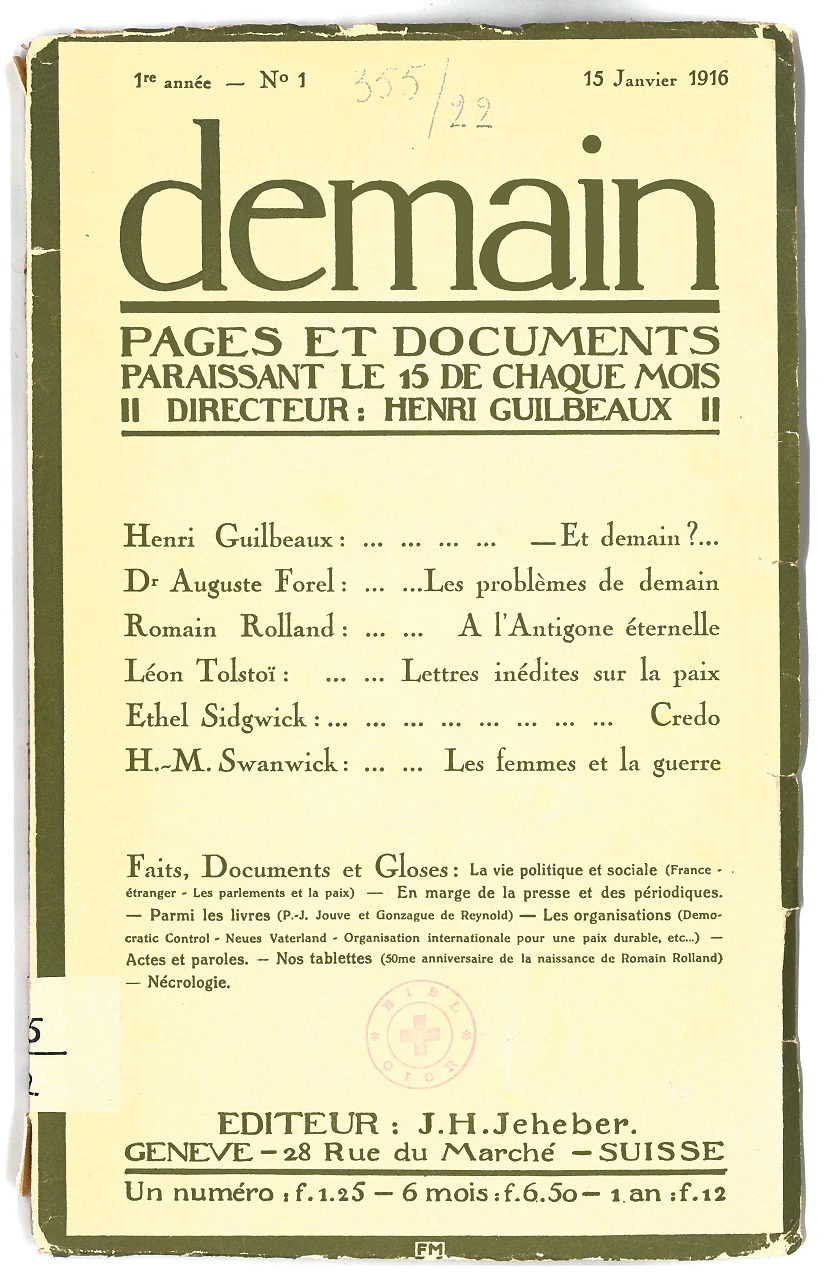 1re année — No 1
355/22
15 Janvier 1916
demain
PAGES ET DOCUMENTS
PARAISSANT LE 15 DE CHAQUE MOIS
DIRECTEUR : HENRI GUILBEAUX
Henri Guilbeaux : ... ... ... ... — Et demain ?...
Dr Auguste Forel : ... ...Les problèmes de demain
Romain Rolland : ... ... A l'Antigone éternelle
Léon Tolstoï : ... ... Lettres inédites sur la paix
Ethel Sidgwick : ... ... ... ... ... ... ... ... Credo
H.-M. Swanwick : ... ... Les femmes et la guerre
Faits, Documents et Gloses : La vie politique et sociale (France -
étranger - Les parlements et la paix) — En marge de la presse et des périodiques.
— Parmi les livres (P.-J. Jouve et Gonzague de Reynold) — Les organisations (Demo-
cratic Control - Neues Vaterland - Organisation internationale pour une paix durable, etc...) —
Actes et paroles. — Nos tablettes (50me anniversaire de la naissance de Romain Rolland)
— Nécrologie.
5
BIBL
CICR
EDITEUR : J.H.Jeheber.
GENEVE — 28 Rue du Marché — SUISSE
Un numéro : f.1.25 — 6 mois : f.6.50 — 1 an : f.12
FM